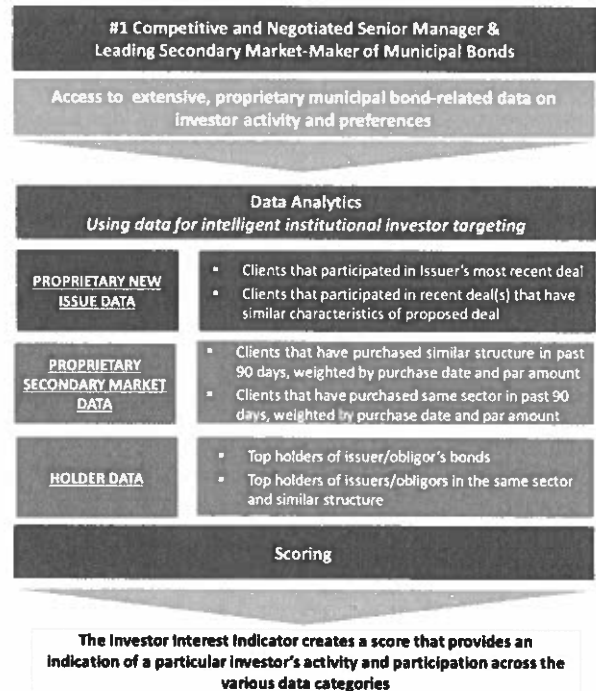 #1 Competitive and Negotiated Senior Manager &
Leading Secondary Market-Maker of Municipal Bonds
Access to extensive, proprietary municipal bond-related data on
investor activity and preferences
Data Analytics
Using data for intelligent institutional investor targeting
PROPRIETARY NEW
ISSUE DATA
▪ Clients that participated in Issuer's most recent deal
▪ Clients that participated in recent deal(s) that have
similar characteristics of proposed deal
PROPRIETARY
SECONDARY MARKET
DATA
▪ Clients that have purchased similar structure in past
90 days, weighted by purchase date and par amount
▪ Clients that have purchased same sector in past 90
days, weighted by purchase date and par amount
HOLDER DATA
▪ Top holders of issuer/obligor's bonds
▪ Top holders of issuers/obligors in the same sector
and similar structure
Scoring
The Investor Interest Indicator creates a score that provides an
indication of a particular investor's activity and participation across the
various data categories